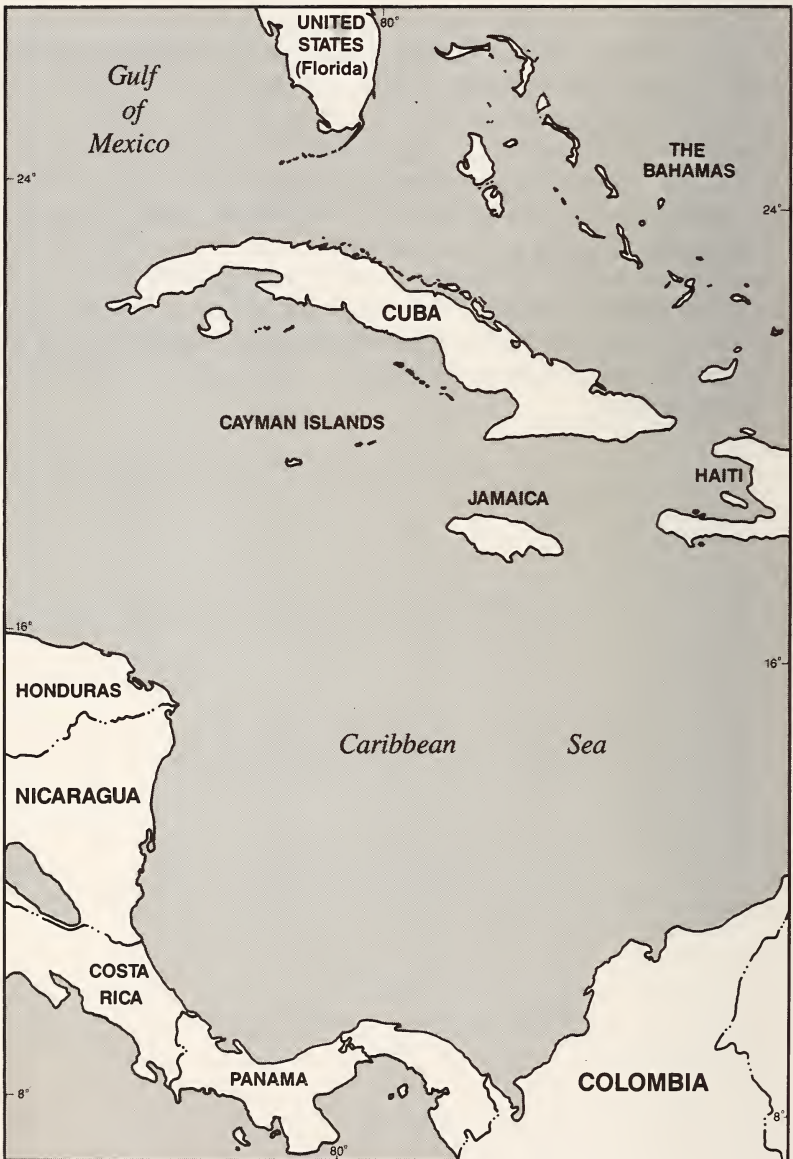 UNITED
STATES
(Florida)
80°
Gulf
of
Mexico
THE
BAHAMAS
24°
24°
CUBA
CAYMAN ISLANDS
HAITI
JAMAICA
16°
16°
HONDURAS
Caribbean Sea
NICARAGUA
COSTA
RICA
PANAMA
COLOMBIA
8°
8°
80°